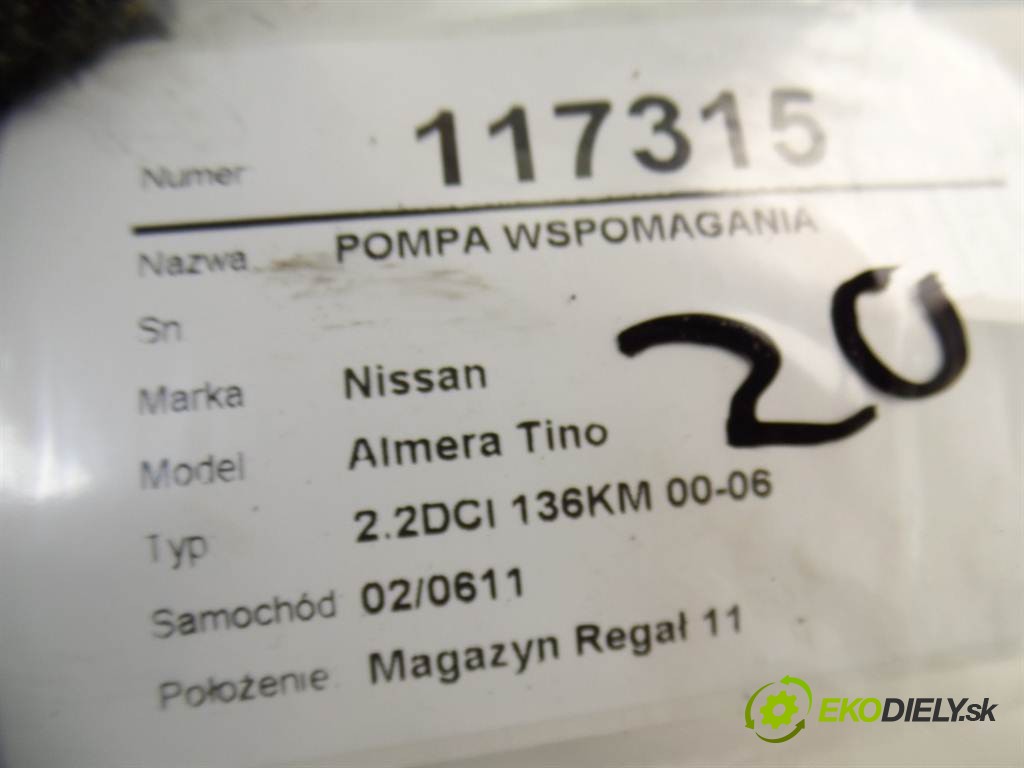 Numer 117315
Nazwa POMPA WSPOMAGANIA
Sn
Marka Nissan
Model Almera Tino
20
Typ 2.2DCI 136KM 00-06
Samochód 02/0611
Położenie Magazyn Regał 11
EKODIELY.sk